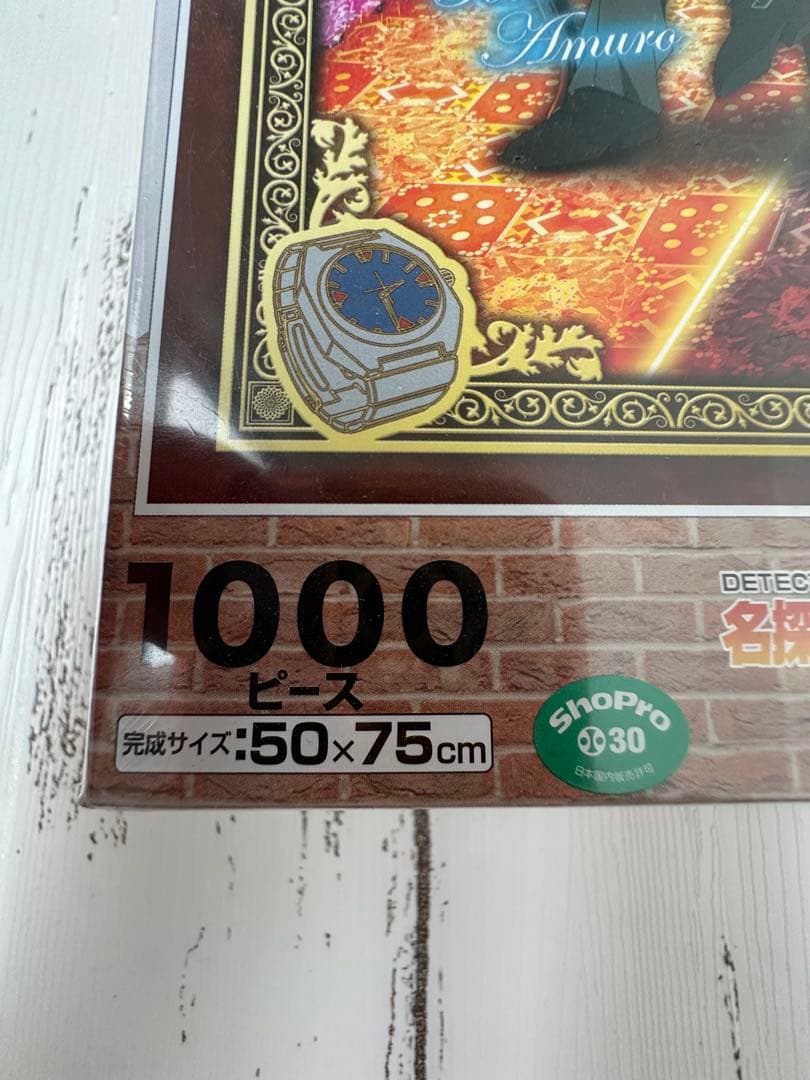 Amuro
1000
ピース
完成サイズ:50×75cm
ShoPro
30
日本国内販売許可
DETEC
名探